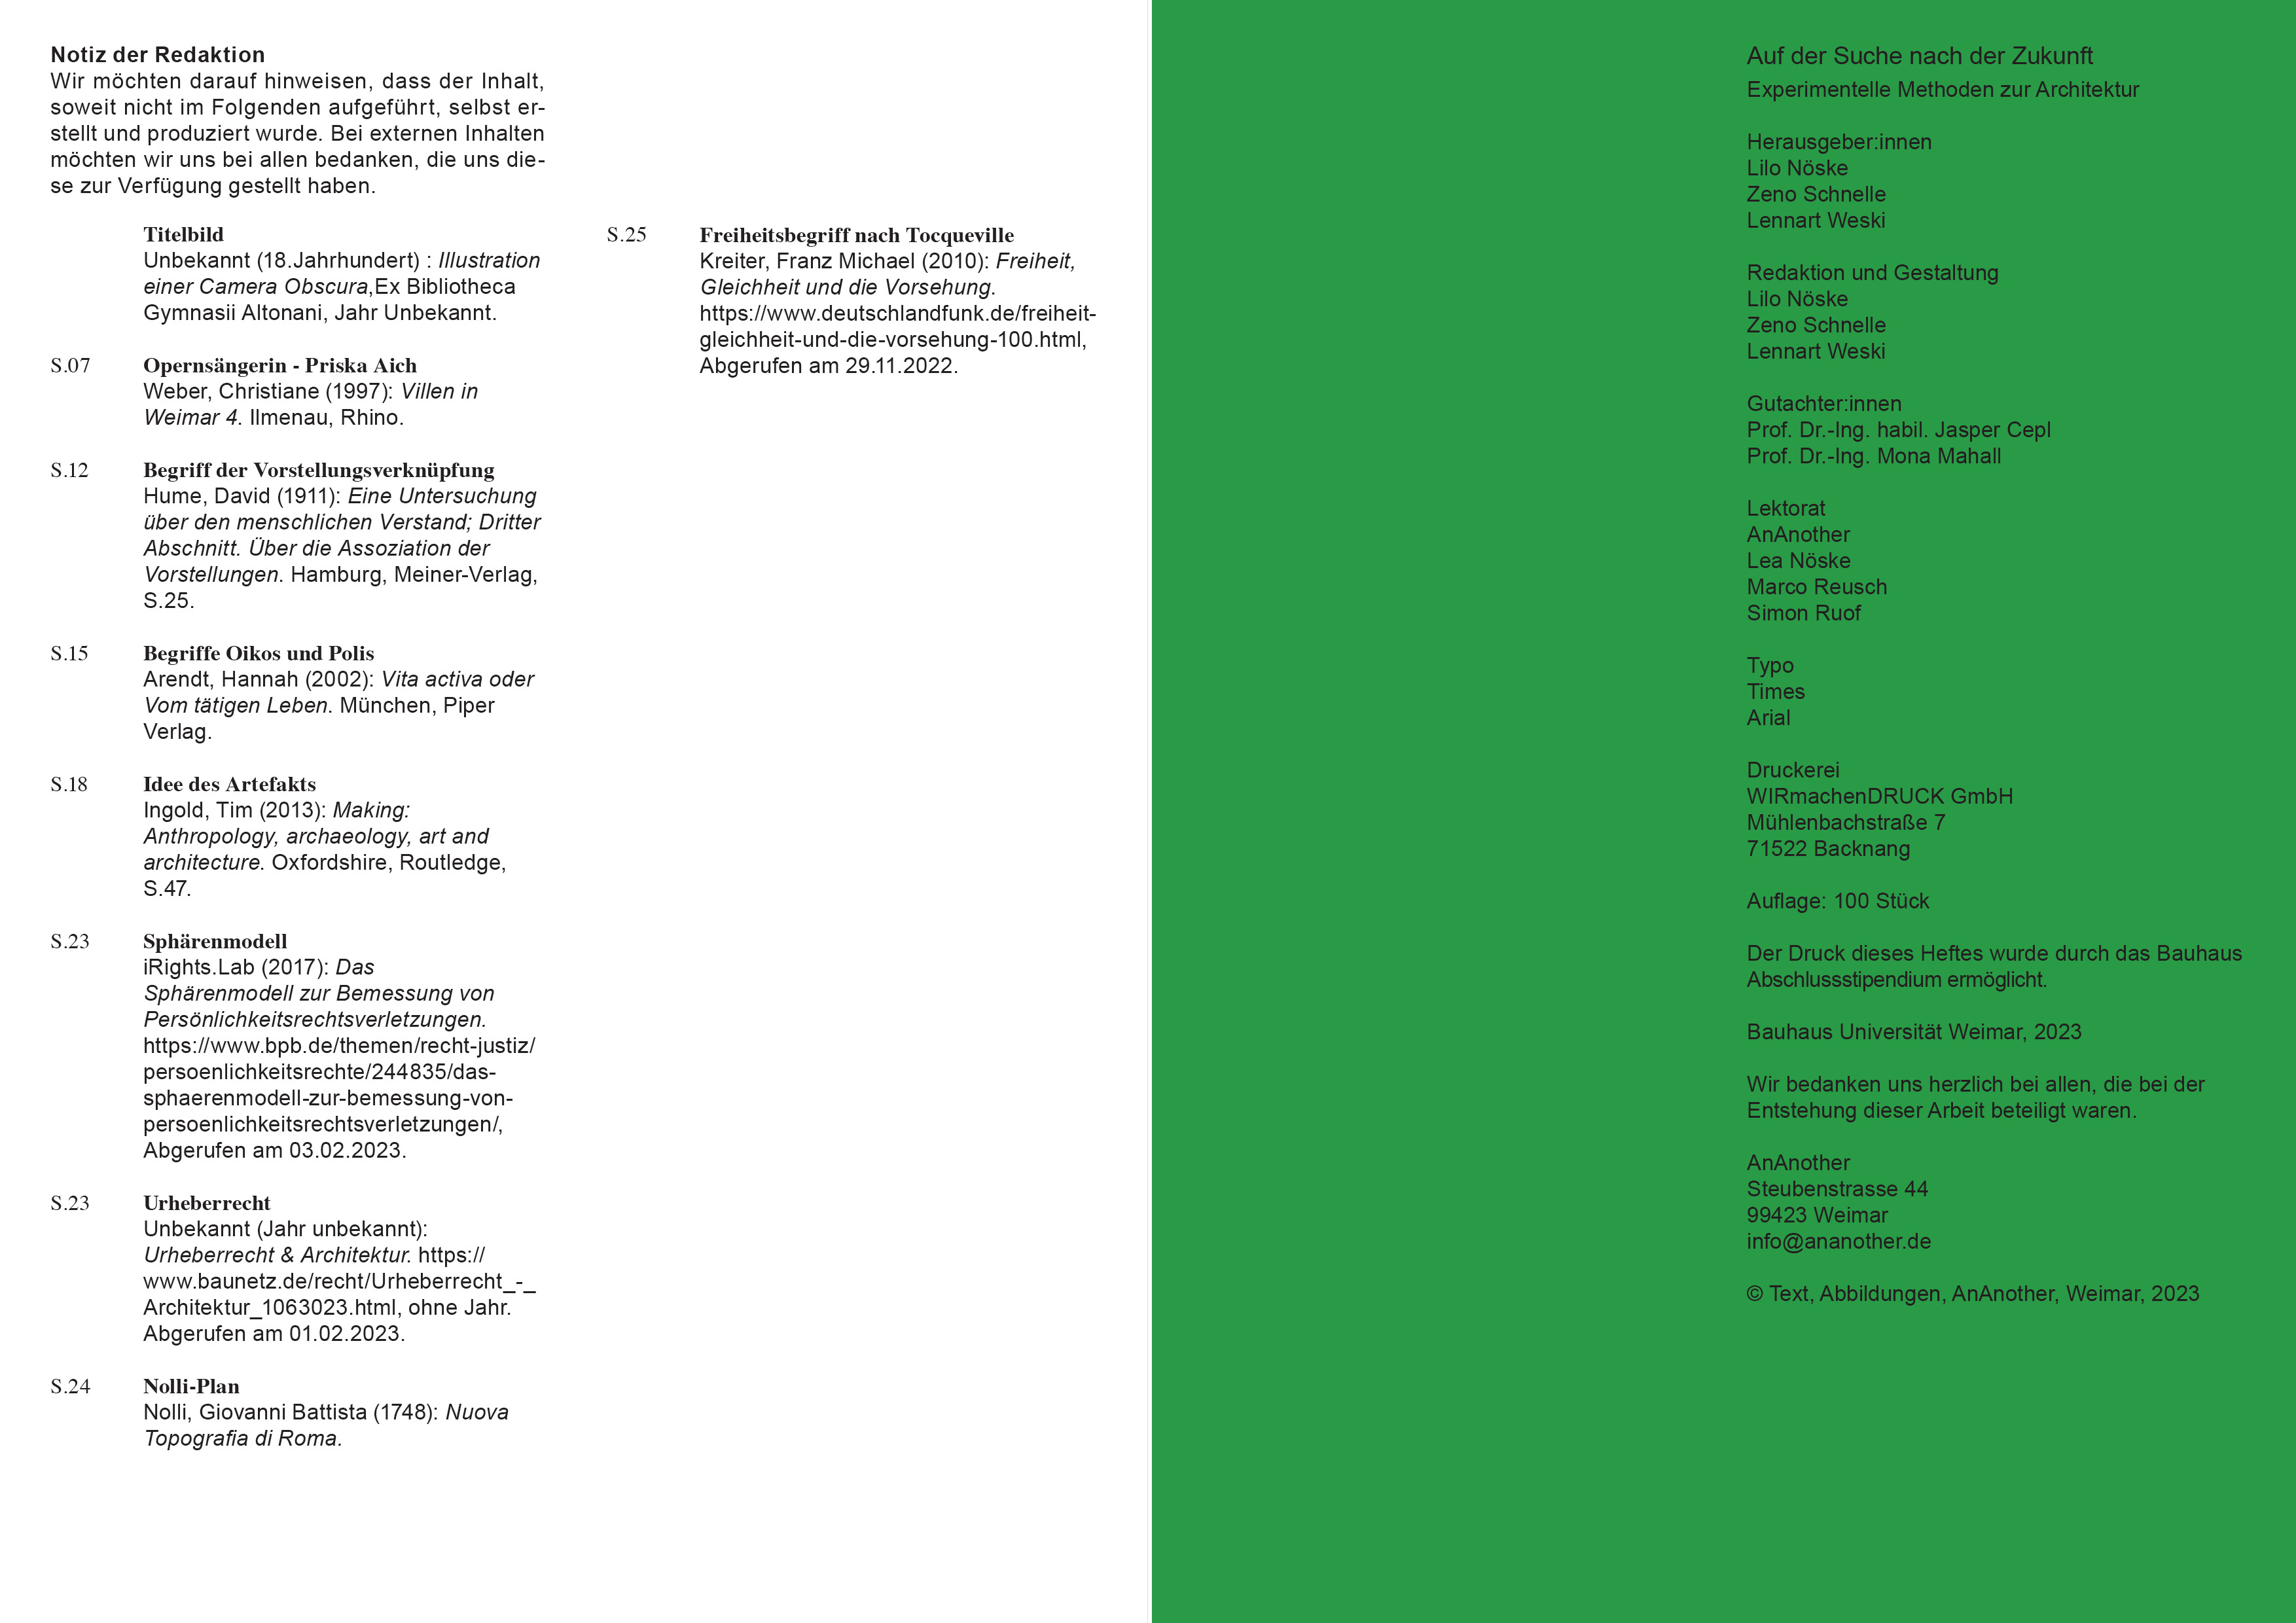 Notiz der Redaktion
Wir möchten darauf hinweisen, dass der Inhalt,
soweit nicht im Folgenden aufgeführt, selbst er-
stellt und produziert wurde. Bei externen Inhalten
möchten wir uns bei allen bedanken, die uns die-
se zur Verfügung gestellt haben.
Titelbild
Unbekannt (18.Jahrhundert) : Illustration
einer Camera Obscura,Ex Bibliotheca
Gymnasii Altonani, Jahr Unbekannt.
S.07 Opernsängerin - Priska Aich
Weber, Christiane (1997): Villen in
Weimar 4. Ilmenau, Rhino.
S.12 Begriff der Vorstellungsverknüpfung
Hume, David (1911): Eine Untersuchung
über den menschlichen Verstand; Dritter
Abschnitt. Über die Assoziation der
Vorstellungen. Hamburg, Meiner-Verlag,
S.25.
S.15 Begriffe Oikos und Polis
Arendt, Hannah (2002): Vita activa oder
Vom tätigen Leben. München, Piper
Verlag.
S.18 Idee des Artefakts
Ingold, Tim (2013): Making:
Anthropology, archaeology, art and
architecture. Oxfordshire, Routledge,
S.47.
S.23 Sphärenmodell
iRights.Lab (2017): Das
Sphärenmodell zur Bemessung von
Persönlichkeitsrechtsverletzungen.
https://www.bpb.de/themen/recht-justiz/
persoenlichkeitsrechte/244835/das-
sphaerenmodell-zur-bemessung-von-
persoenlichkeitsrechtsverletzungen/,
Abgerufen am 03.02.2023.
S.23 Urheberrecht
Unbekannt (Jahr unbekannt):
Urheberrecht & Architektur. https://
www.baunetz.de/recht/Urheberrecht_-_
Architektur_1063023.html, ohne Jahr.
Abgerufen am 01.02.2023.
S.24 Nolli-Plan
Nolli, Giovanni Battista (1748): Nuova
Topografia di Roma.
S.25 Freiheitsbegriff nach Tocqueville
Kreiter, Franz Michael (2010): Freiheit,
Gleichheit und die Vorsehung.
https://www.deutschlandfunk.de/freiheit-
gleichheit-und-die-vorsehung-100.html,
Abgerufen am 29.11.2022.
Auf der Suche nach der Zukunft
Experimentelle Methoden zur Architektur
Herausgeber:innen
Lilo Nöske
Zeno Schnelle
Lennart Weski
Redaktion und Gestaltung
Lilo Nöske
Zeno Schnelle
Lennart Weski
Gutachter:innen
Prof. Dr.-Ing. habil. Jasper Cepl
Prof. Dr.-Ing. Mona Mahall
Lektorat
AnAnother
Lea Nöske
Marco Reusch
Simon Ruof
Typo
Times
Arial
Druckerei
WIRmachenDRUCK GmbH
Mühlenbachstraße 7
71522 Backnang
Auflage: 100 Stück
Der Druck dieses Heftes wurde durch das Bauhaus
Abschlussstipendium ermöglicht.
Bauhaus Universität Weimar, 2023
Wir bedanken uns herzlich bei allen, die bei der
Entstehung dieser Arbeit beteiligt waren.
AnAnother
Steubenstrasse 44
99423 Weimar
info@ananother.de
© Text, Abbildungen, AnAnother, Weimar, 2023